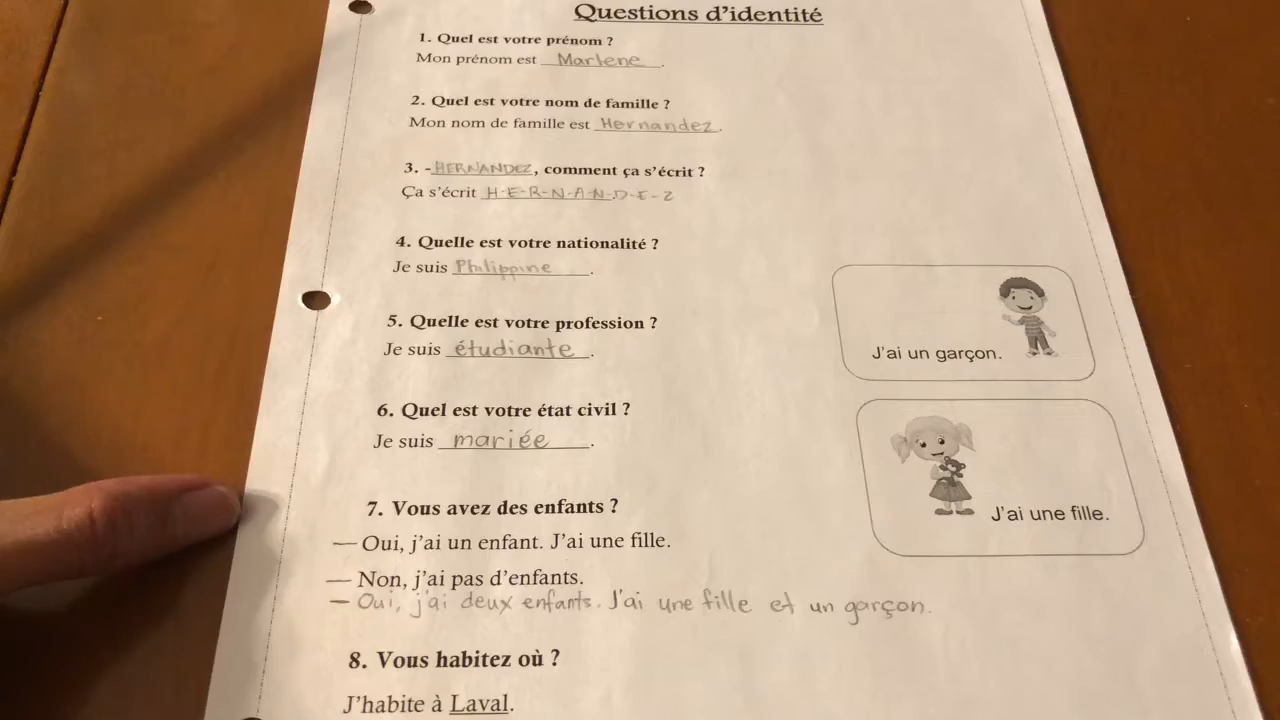 Questions d'identité
1. Quel est votre prénom ?
Mon prénom est Marlene.
2. Quel est votre nom de famille ?
Mon nom de famille est Hernandez.
3. -HERNANDEZ, comment ça s'écrit ?
Ça s'écrit H-E-R-N-A-N-D-E-Z
4. Quelle est votre nationalité ?
Je suis Philippine.
5. Quelle est votre profession ?
Je suis étudiante.
6. Quel est votre état civil ?
Je suis mariée.
7. Vous avez des enfants ?
— Oui, j'ai un enfant. J'ai une fille.
— Non, j'ai pas d'enfants.
— Oui, j'ai deux enfants. J'ai une fille et un garçon.
8. Vous habitez où ?
J'habite à Laval.
J'ai un garçon.
J'ai une fille.